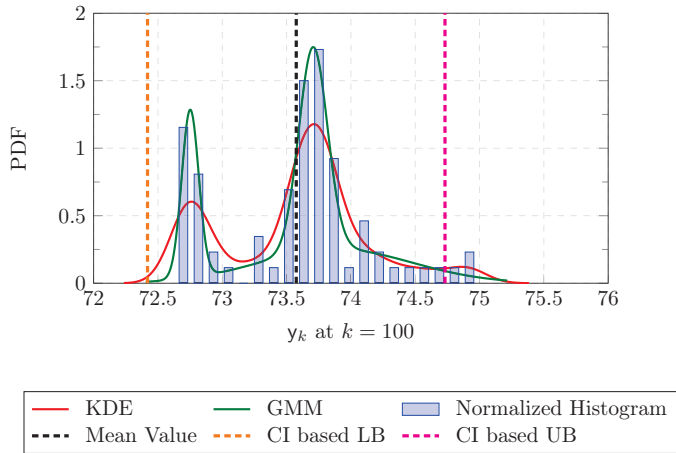 2
1.5
1
0.5
0
PDF
72 72.5 73 73.5 74 74.5 75 75.5 76
y_k at k = 100
KDE GMM Normalized Histogram
Mean Value CI based LB CI based UB